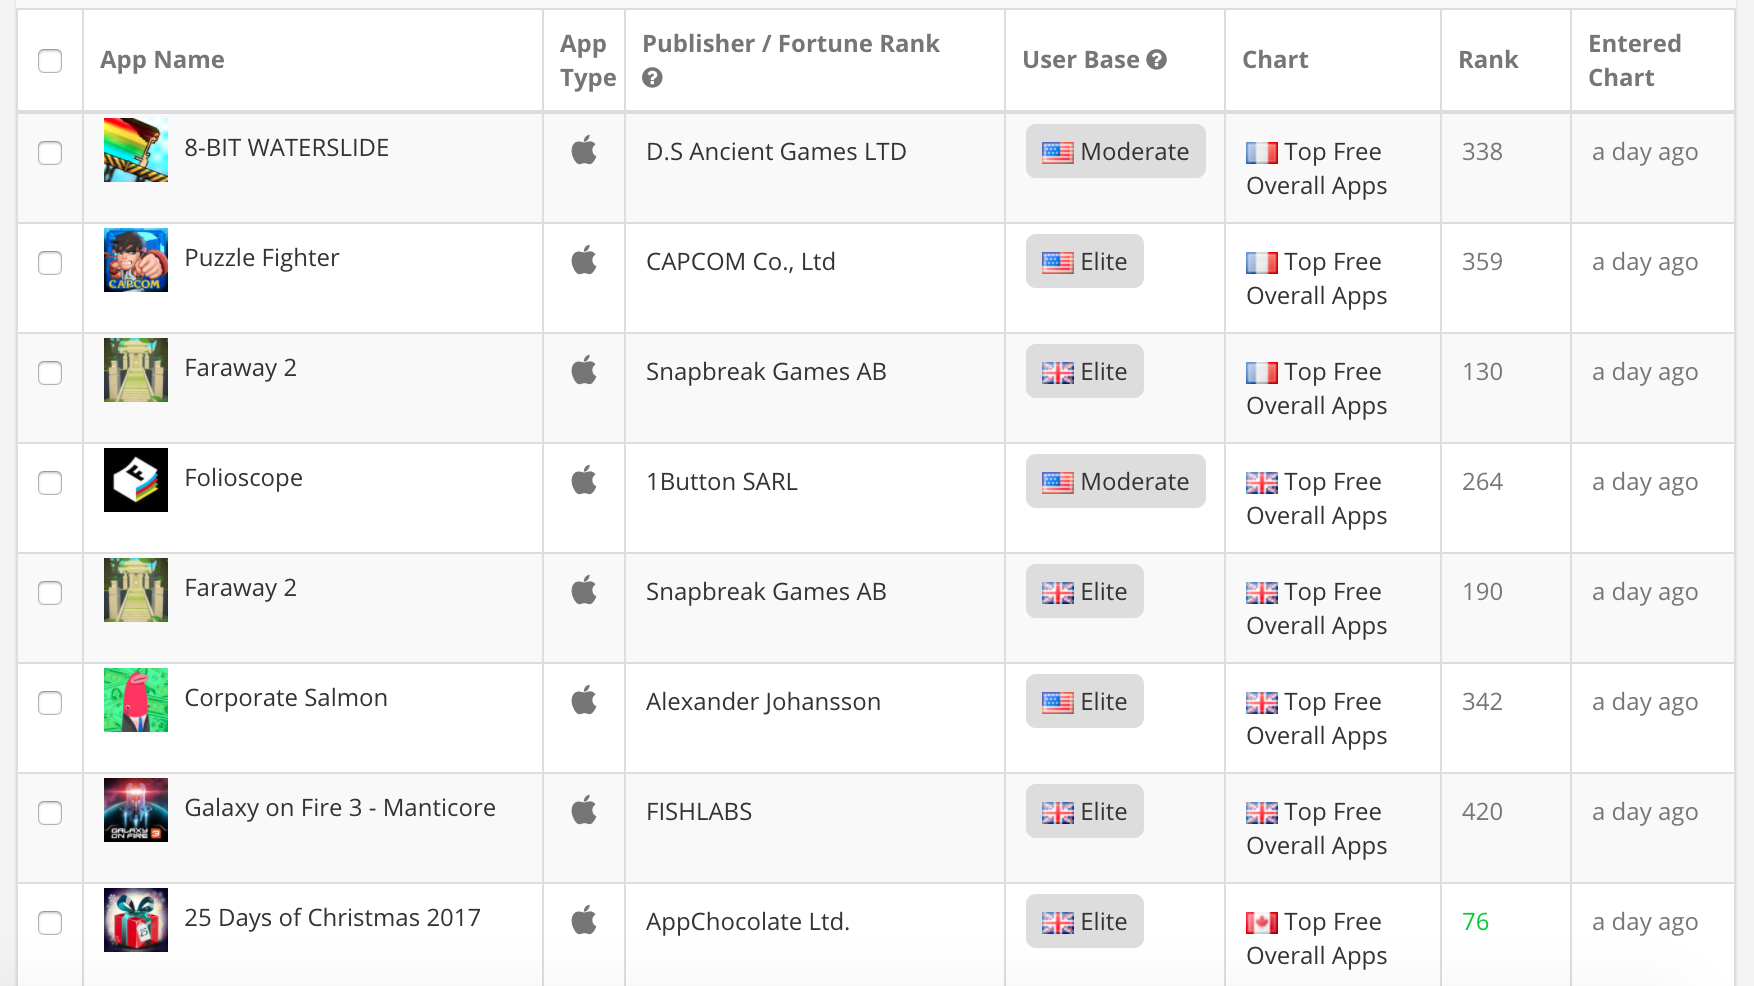 App Name
App
Type
Publisher / Fortune Rank
?
User Base ?
Chart
Rank
Entered
Chart
8-BIT WATERSLIDE
D.S Ancient Games LTD
Moderate
Top Free
Overall Apps
338
a day ago
CAPCOM
Puzzle Fighter
CAPCOM Co., Ltd
Elite
Top Free
Overall Apps
359
a day ago
Faraway 2
Snapbreak Games AB
Elite
Top Free
Overall Apps
130
a day ago
F
Folioscope
1Button SARL
Moderate
Top Free
Overall Apps
264
a day ago
Faraway 2
Snapbreak Games AB
Elite
Top Free
Overall Apps
190
a day ago
Corporate Salmon
Alexander Johansson
Elite
Top Free
Overall Apps
342
a day ago
GALAXY
ON FIRE 3
Galaxy on Fire 3 - Manticore
FISHLABS
Elite
Top Free
Overall Apps
420
a day ago
25
25 Days of Christmas 2017
AppChocolate Ltd.
Elite
Top Free
Overall Apps
76
a day ago